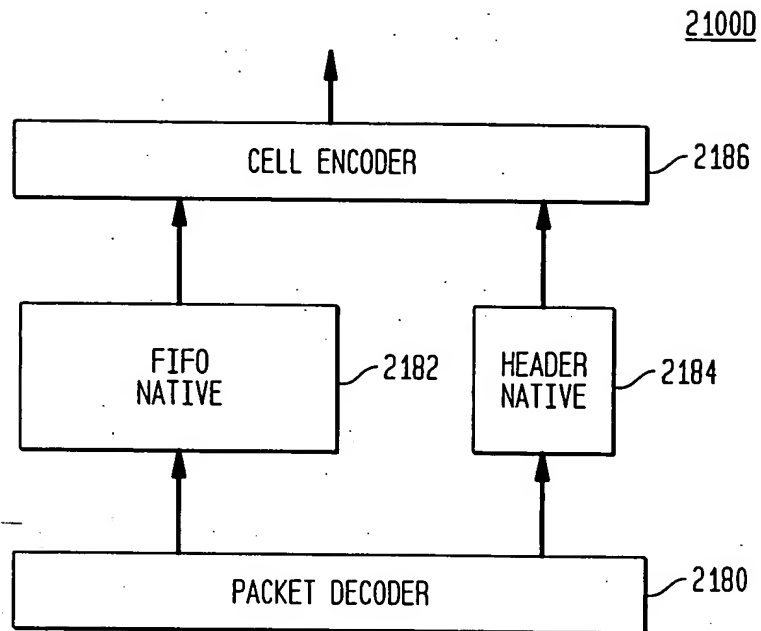 2100D
CELL ENCODER
2186
FIFO
NATIVE
2182
HEADER
NATIVE
2184
PACKET DECODER
2180